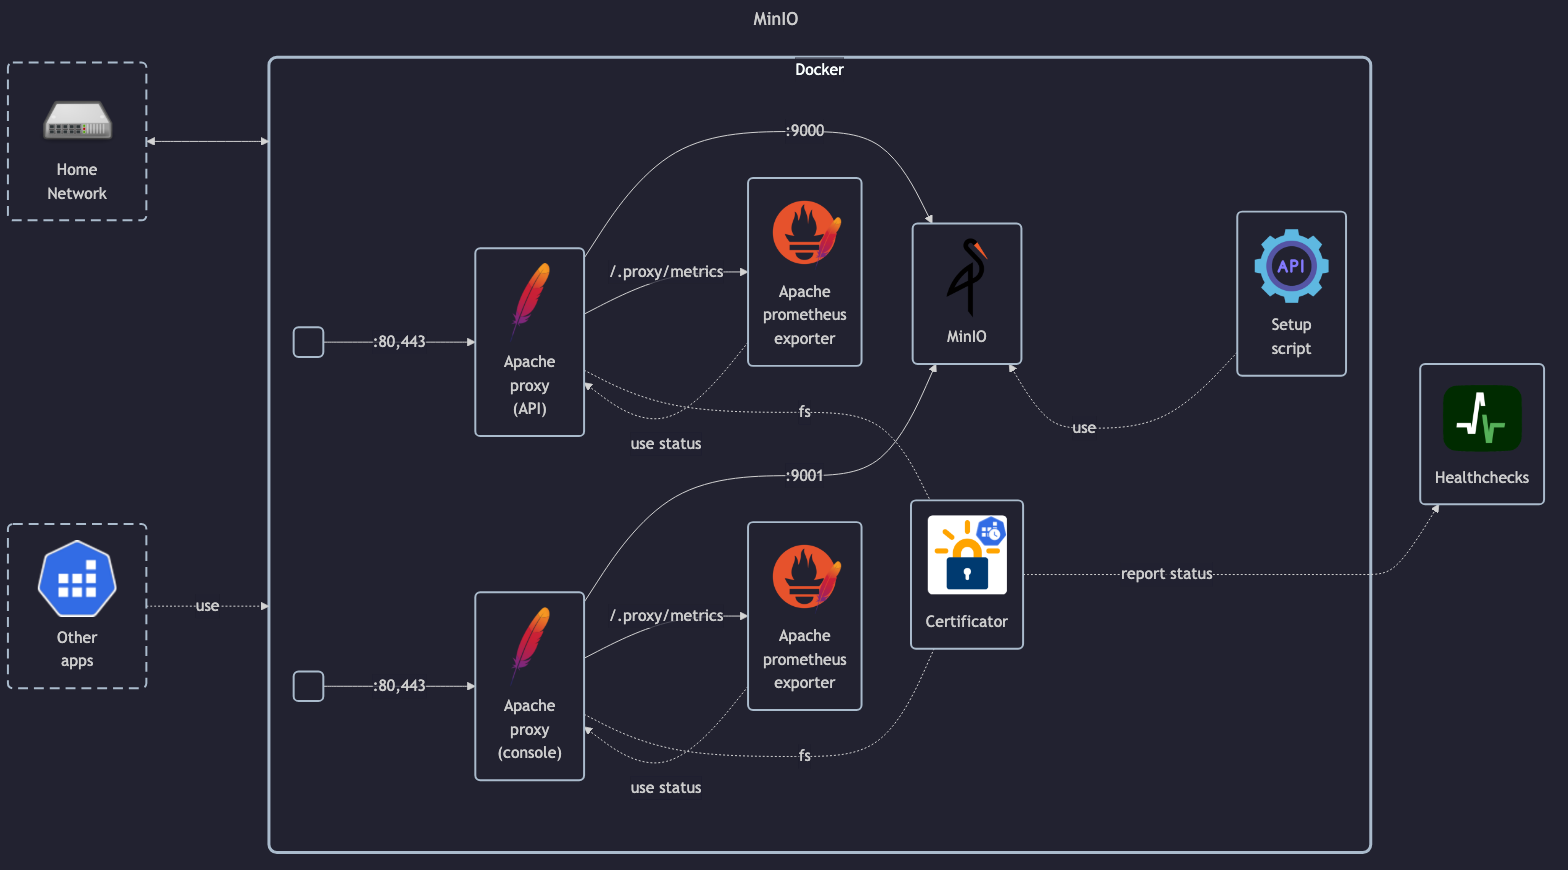 MinIO
Docker
Home
Network
:9000
/.proxy/metrics
Apache
prometheus
exporter
MinIO
API
Setup
script
:80,443
Apache
proxy
(API)
use status
fs
use
Healthchecks
:9001
Other
apps
use
:80,443
Apache
proxy
(console)
/.proxy/metrics
Apache
prometheus
exporter
use status
fs
Certificator
report status